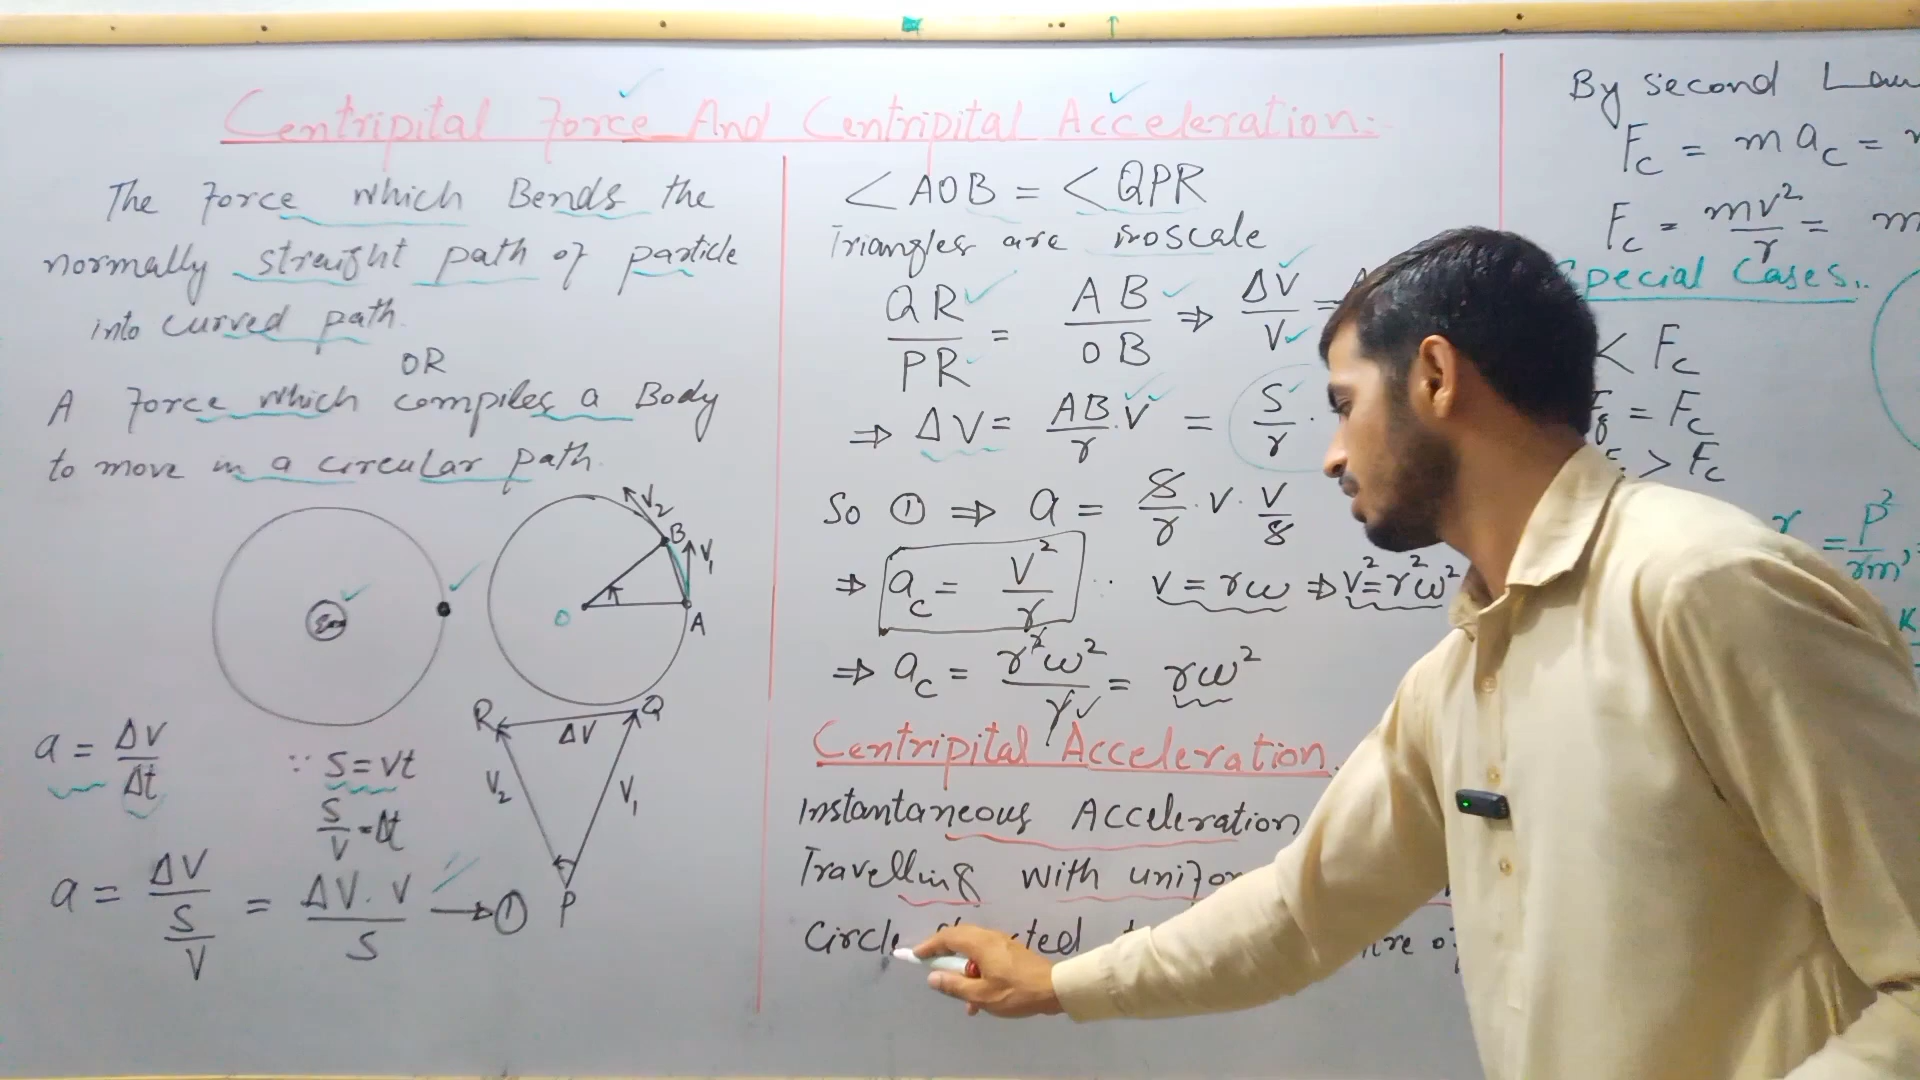 Centripital Force And Centripital Acceleration:
The Force which Bends the
normally straight path of particle
into curved path.
OR
A Force which compiles a Body
to move in a circular path.
V₂
B
V₁
O
A
R
Q
ΔV
V₂
V₁
P
a = ΔV/Δt
∵ S = vt
S/V = Δt
a = ΔV/(S/V) = ΔV.V/S → ①
<AOB = <QPR
Triangles are isoscale
QR/PR = AB/OB ⇒ ΔV/V =
⇒ ΔV = AB/r . V = S/r .
So ① ⇒ a = S/r . V . V/S
⇒ a_c = V²/r ∵ V = rω ⇒ V² = r²ω²
⇒ a_c = r²ω²/r = rω²
Centripital Acceleration.
Instantaneous Acceleration
Travelling with
Circle
By second Law
F_c = m a_c =
F_c = mv²/r =
Special Cases:
< F_c
= F_c
> F_c